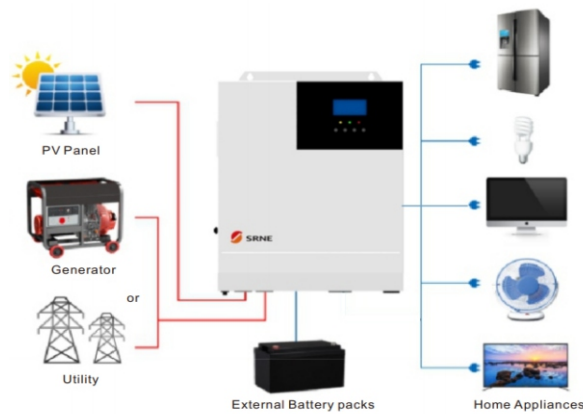 SRNE
PV Panel
Generator
or
Utility
External Battery packs
Home Appliances